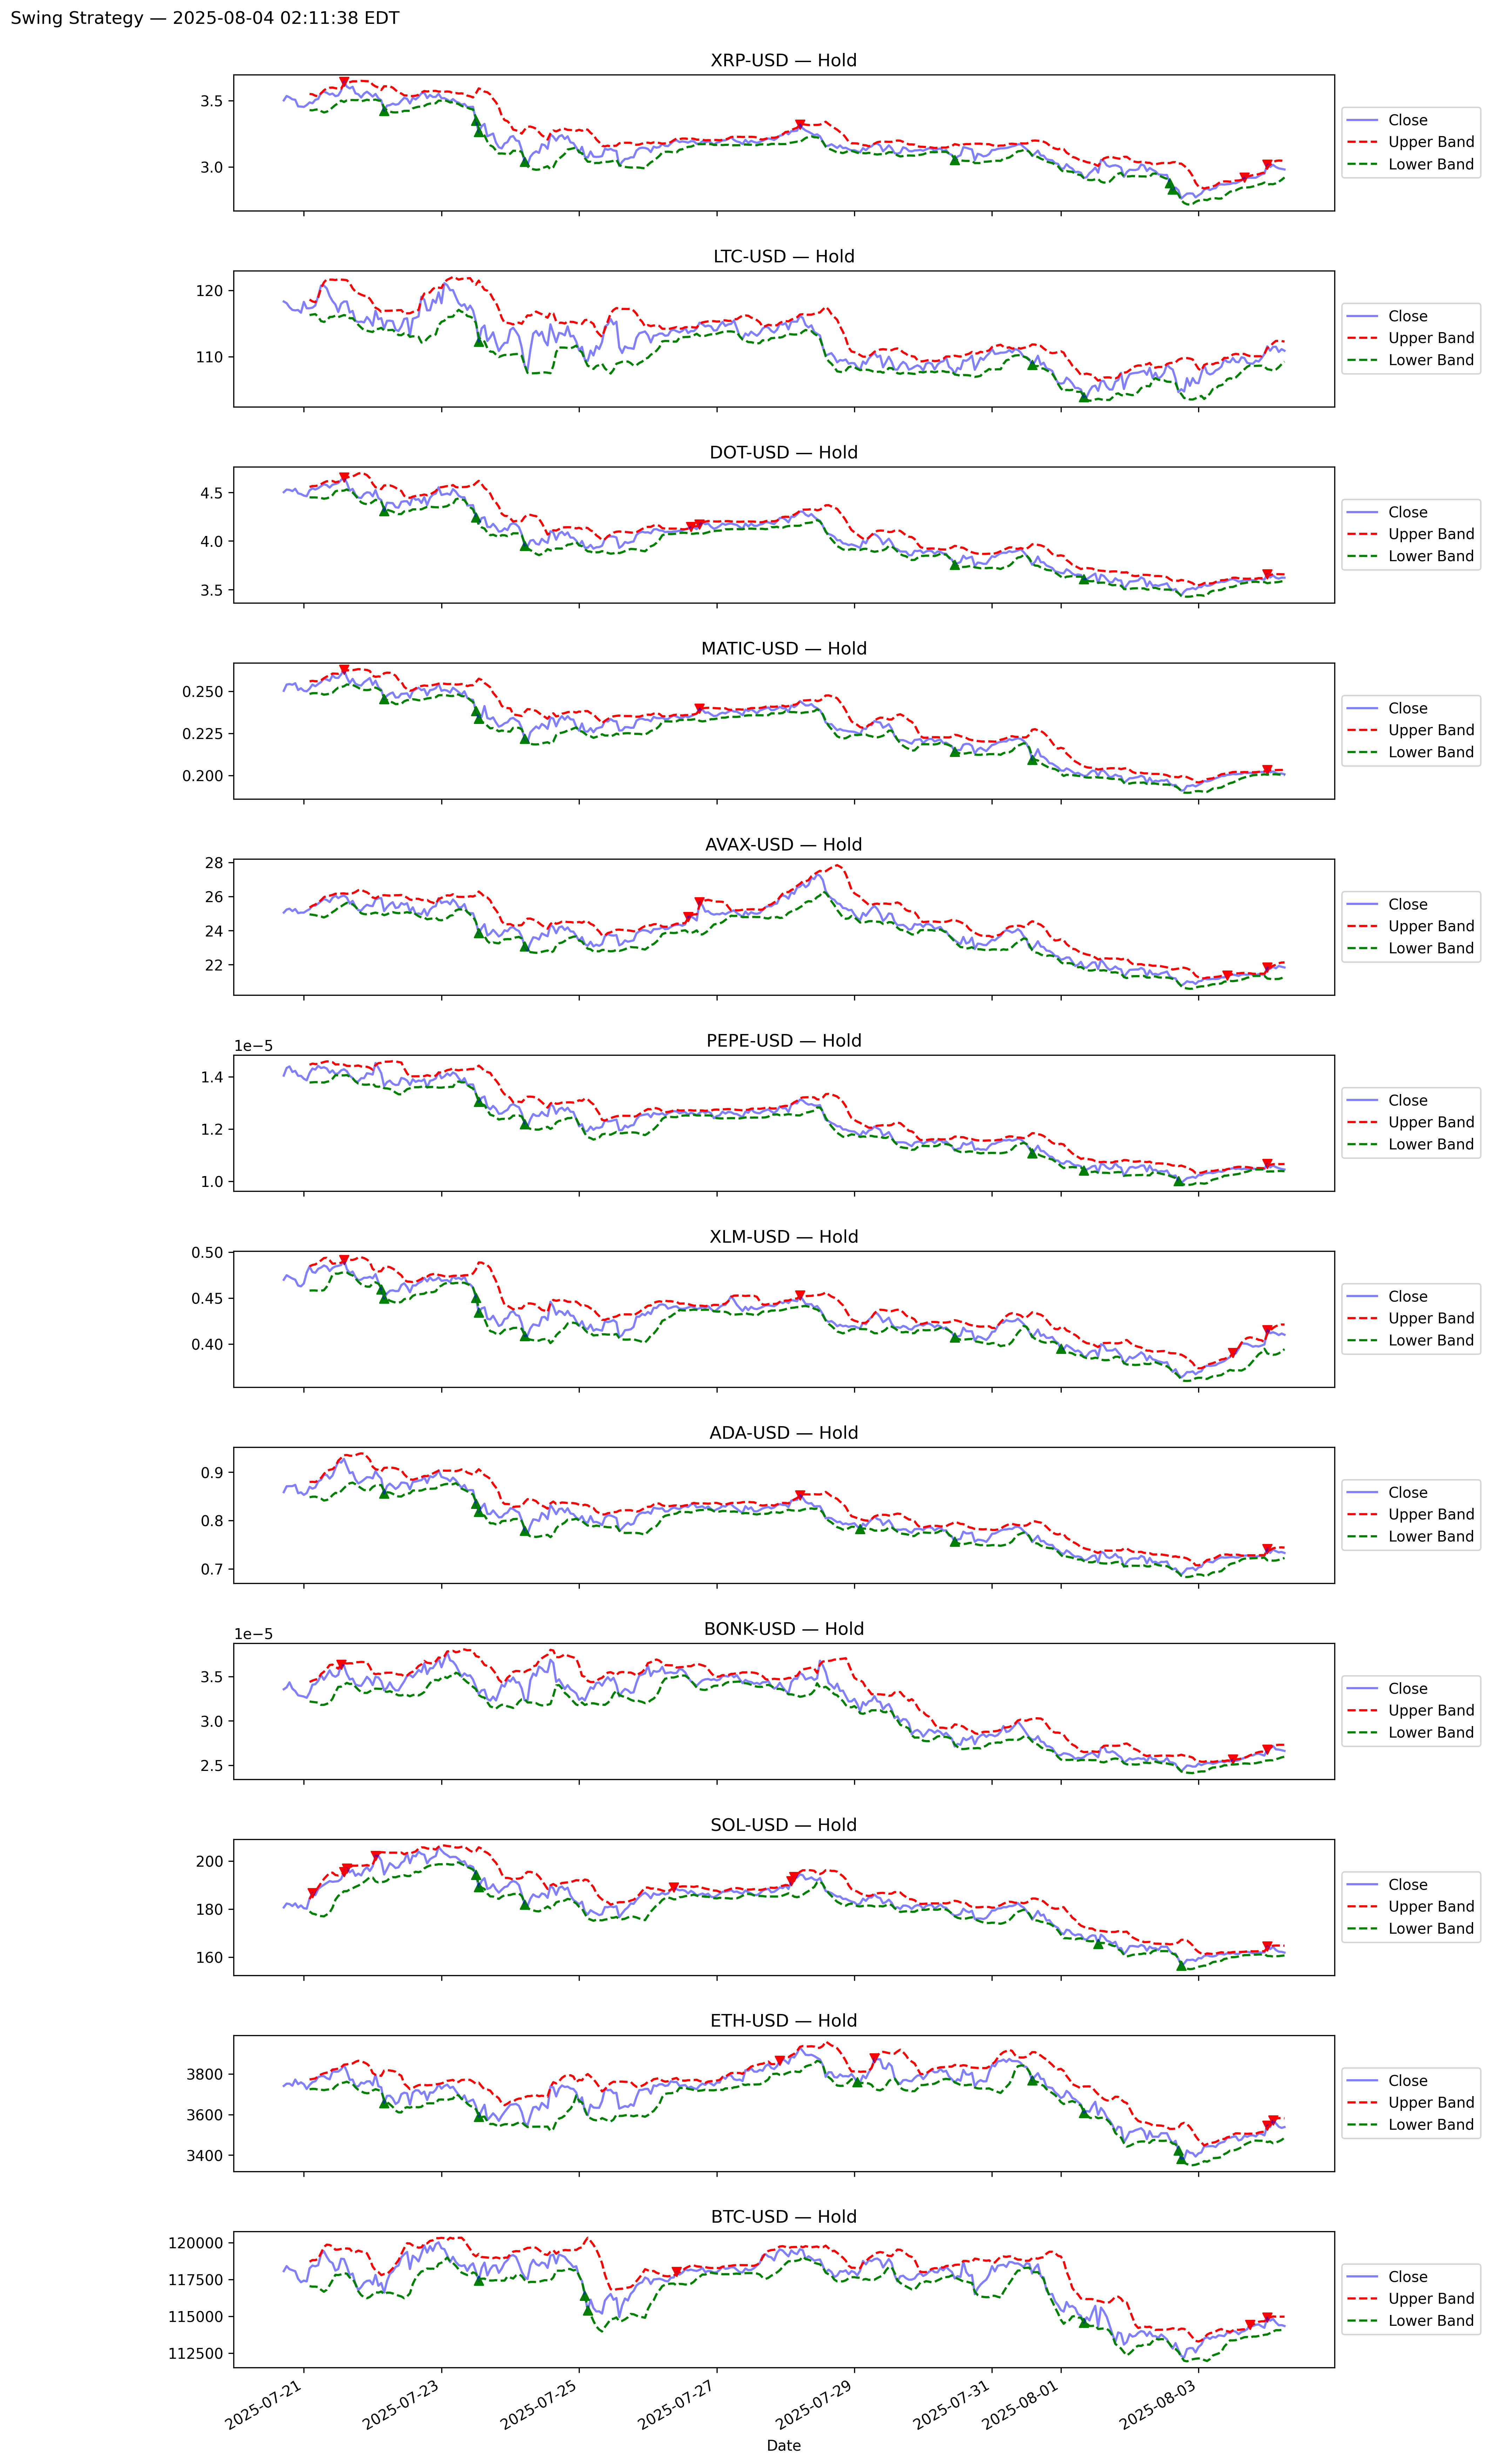 Swing Strategy — 2025-08-04 02:11:38 EDT
XRP-USD — Hold
3.5
3.0
Close
Upper Band
Lower Band
LTC-USD — Hold
120
110
Close
Upper Band
Lower Band
DOT-USD — Hold
4.5
4.0
3.5
Close
Upper Band
Lower Band
MATIC-USD — Hold
0.250
0.225
0.200
Close
Upper Band
Lower Band
AVAX-USD — Hold
28
26
24
22
Close
Upper Band
Lower Band
PEPE-USD — Hold
1e−5
1.4
1.2
1.0
Close
Upper Band
Lower Band
XLM-USD — Hold
0.50
0.45
0.40
Close
Upper Band
Lower Band
ADA-USD — Hold
0.9
0.8
0.7
Close
Upper Band
Lower Band
BONK-USD — Hold
1e−5
3.5
3.0
2.5
Close
Upper Band
Lower Band
SOL-USD — Hold
200
180
160
Close
Upper Band
Lower Band
ETH-USD — Hold
3800
3600
3400
Close
Upper Band
Lower Band
BTC-USD — Hold
120000
117500
115000
112500
Close
Upper Band
Lower Band
2025-07-21
2025-07-23
2025-07-25
2025-07-27
2025-07-29
2025-07-31
2025-08-01
2025-08-03
Date